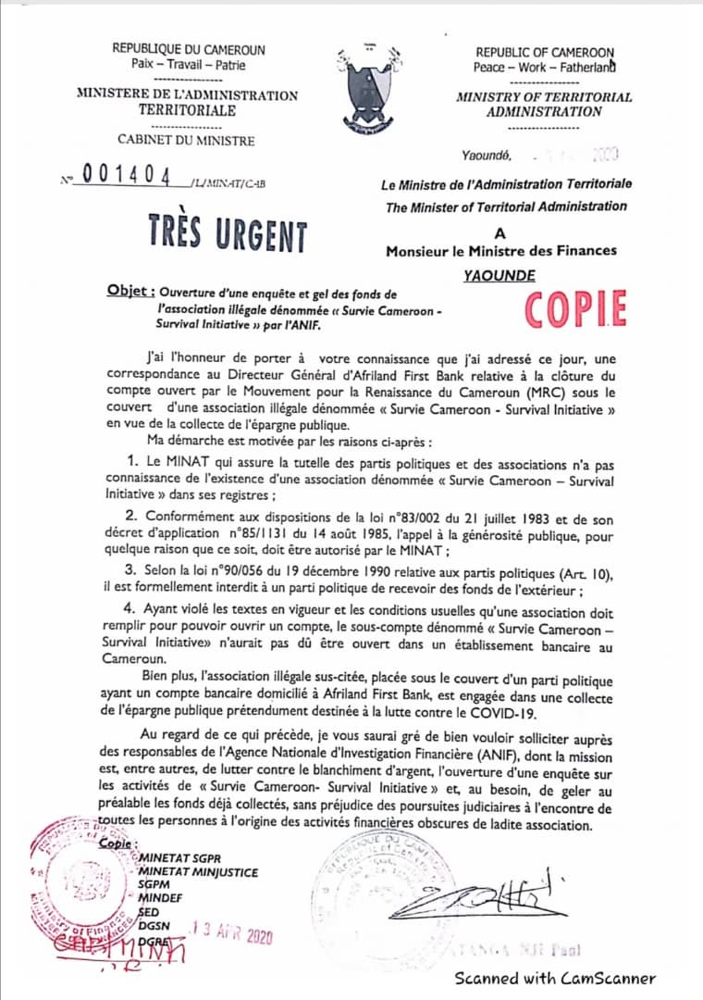 REPUBLIQUE DU CAMEROUN
Paix – Travail – Patrie
MINISTERE DE L'ADMINISTRATION
TERRITORIALE
CABINET DU MINISTRE
N° 001404 /L/MINAT/CAB
TRÈS URGENT
REPUBLIC OF CAMEROON
Peace – Work – Fatherland
MINISTRY OF TERRITORIAL
ADMINISTRATION
Yaoundé, 2020
Le Ministre de l'Administration Territoriale
The Minister of Territorial Administration
A
Monsieur le Ministre des Finances
YAOUNDE
COPIE
Objet : Ouverture d'une enquête et gel des fonds de
l'association illégale dénommée « Survie Cameroon -
Survival Initiative » par l'ANIF.
J'ai l'honneur de porter à votre connaissance que j'ai adressé ce jour, une
correspondance au Directeur Général d'Afriland First Bank relative à la clôture du
compte ouvert par le Mouvement pour la Renaissance du Cameroun (MRC) sous le
couvert d'une association illégale dénommée « Survie Cameroon - Survival Initiative »
en vue de la collecte de l'épargne publique.
Ma démarche est motivée par les raisons ci-après :
1. Le MINAT qui assure la tutelle des partis politiques et des associations n'a pas
connaissance de l'existence d'une association dénommée « Survie Cameroon – Survival
Initiative » dans ses registres ;
2. Conformément aux dispositions de la loi n°83/002 du 21 juillet 1983 et de son
décret d'application n°85/1131 du 14 août 1985, l'appel à la générosité publique, pour
quelque raison que ce soit, doit être autorisé par le MINAT ;
3. Selon la loi n°90/056 du 19 décembre 1990 relative aux partis politiques (Art. 10),
il est formellement interdit à un parti politique de recevoir des fonds de l'extérieur ;
4. Ayant violé les textes en vigueur et les conditions usuelles qu'une association doit
remplir pour pouvoir ouvrir un compte, le sous-compte dénommé « Survie Cameroon –
Survival Initiative» n'aurait pas dû être ouvert dans un établissement bancaire au
Cameroun.
Bien plus, l'association illégale sus-citée, placée sous le couvert d'un parti politique
ayant un compte bancaire domicilié à Afriland First Bank, est engagée dans une collecte
de l'épargne publique prétendument destinée à la lutte contre le COVID-19.
Au regard de ce qui précède, je vous saurai gré de bien vouloir solliciter auprès
des responsables de l'Agence Nationale d'Investigation Financière (ANIF), dont la mission
est, entre autres, de lutter contre le blanchiment d'argent, l'ouverture d'une enquête sur
les activités de « Survie Cameroon- Survival Initiative » et, au besoin, de geler au
préalable les fonds déjà collectés, sans préjudice des poursuites judiciaires à l'encontre de
toutes les personnes à l'origine des activités financières obscures de ladite association.
Copie :
MINETAT SGPR
MINETAT MINJUSTICE
SGPM
MINDEF
SED
DGSN
DGRE
13 APR 2020
ATANGA NJI Paul
Scanned with CamScanner